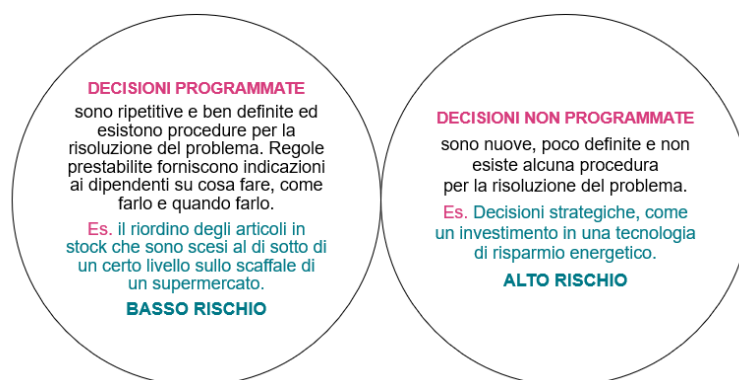 DECISIONI PROGRAMMATE
sono ripetitive e ben definite ed
esistono procedure per la
risoluzione del problema. Regole
prestabilite forniscono indicazioni
ai dipendenti su cosa fare, come
farlo e quando farlo.
Es. il riordino degli articoli in
stock che sono scesi al di sotto di
un certo livello sullo scaffale di
un supermercato.
BASSO RISCHIO
DECISIONI NON PROGRAMMATE
sono nuove, poco definite e non
esiste alcuna procedura
per la risoluzione del problema.
Es. Decisioni strategiche, come
un investimento in una tecnologia
di risparmio energetico.
ALTO RISCHIO